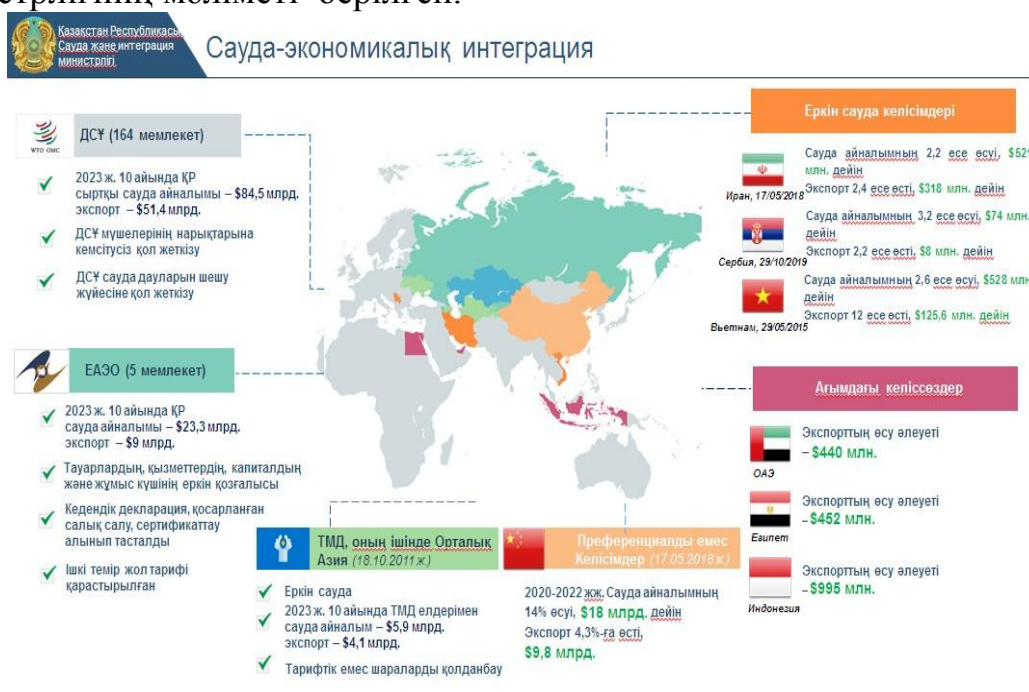 Қазақстан Республикасы
Сауда және интеграция
министрлігі
Сауда-экономикалық интеграция
WTO OMC
ДСҰ (164 мемлекет)
2023 ж. 10 айында ҚР
сыртқы сауда айналымы – $84,5 млрд.
экспорт – $51,4 млрд.
ДСҰ мүшелерінің нарықтарына
кемсітусіз қол жеткізу
ДСҰ сауда дауларын шешу
жүйесіне қол жеткізу
ЕАЭО (5 мемлекет)
2023 ж. 10 айында ҚР
сауда айналымы – $23,3 млрд.
экспорт – $9 млрд.
Тауарлардың, қызметтердің, капиталдың
және жұмыс күшінің еркін қозғалысы
Кедендік декларация, қосарланған
салық салу, сертификаттау
алынып тасталды
Ішкі темір жол тарифі
қарастырылған
ТМД, оның ішінде Орталық
Азия (18.10.2011 ж.)
Еркін сауда
2023 ж. 10 айында ТМД елдерімен
сауда айналым – $5,9 млрд.
экспорт – $4,1 млрд.
Тарифтік емес шараларды қолданбау
Преференциалды емес
Келісімдер (17.05.2018 ж.)
2020-2022 жж. Сауда айналымның
14% өсуі, $18 млрд. дейін
Экспорт 4,3%-ға өсті,
$9,8 млрд.
Еркін сауда келісімдері
Иран, 17/05/2018
Сауда айналымның 2,2 есе өсуі,
млн. дейін
Экспорт 2,4 есе өсті, $318 млн. дейін
Сербия, 29/10/2019
Сауда айналымның 3,2 есе өсуі, $74 млн.
дейін
Экспорт 2,2 есе өсті, $8 млн. дейін
Вьетнам, 29/05/2015
Сауда айналымның 2,6 есе өсуі, $528 млн
дейін
Экспорт 12 есе өсті, $125,6 млн. дейін
Ағымдағы келіссөздер
ОАЭ
Экспорттың өсу әлеуеті
– $440 млн.
Египет
Экспорттың өсу әлеуеті
– $452 млн.
Индонезия
Экспорттың өсу әлеуеті
– $995 млн.